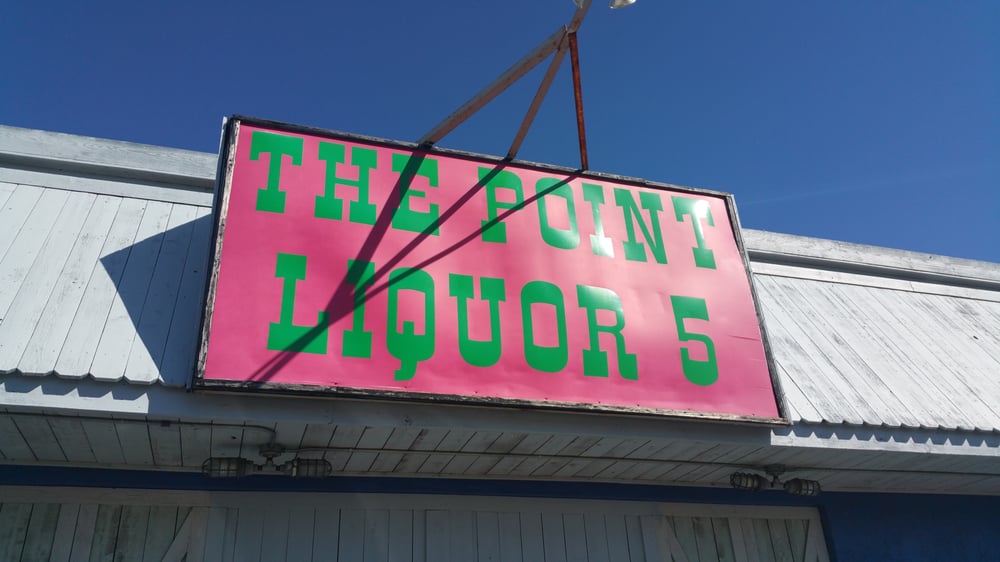 THE POINT
LIQUOR 5